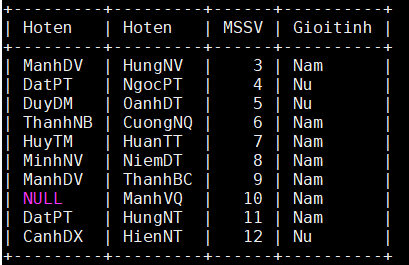 +----------+----------+------+----------+
| Hoten    | Hoten    | MSSV | Gioitinh |
+----------+----------+------+----------+
| ManhDV   | HungNV   |    3 | Nam      |
| DatPT    | NgocPT   |    4 | Nu       |
| DuyDM    | OanhDT   |    5 | Nu       |
| ThanhNB  | CuongNQ  |    6 | Nam      |
| HuyTM    | HuanTT   |    7 | Nam      |
| MinhNV   | NiemDT   |    8 | Nam      |
| ManhDV   | ThanhBC  |    9 | Nam      |
| NULL     | ManhVQ   |   10 | Nam      |
| DatPT    | HungNT   |   11 | Nam      |
| CanhDX   | HienNT   |   12 | Nu       |
+----------+----------+------+----------+